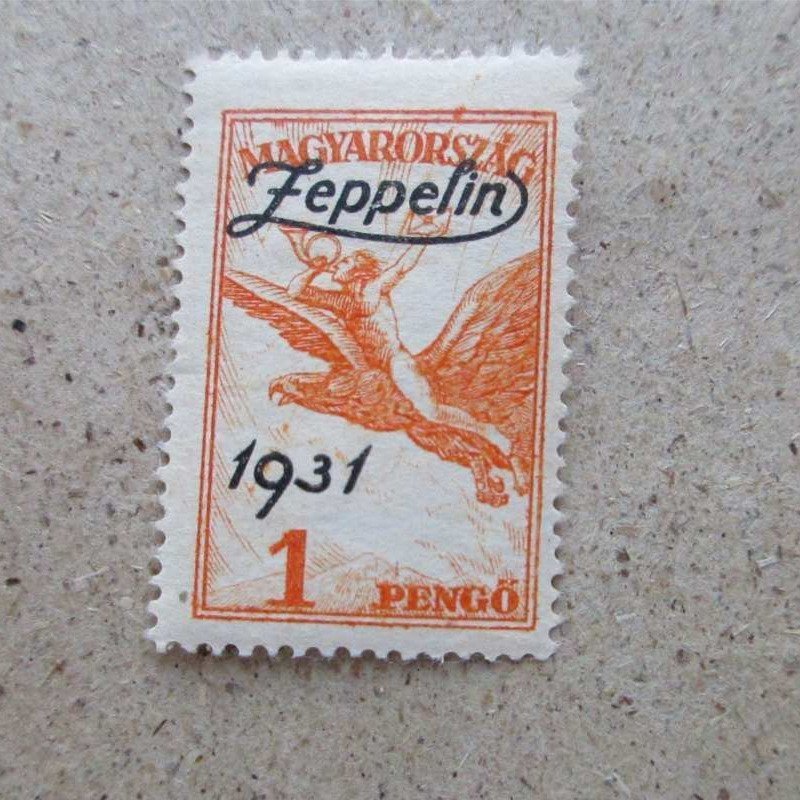 MAGYARORSZÁG
Zeppelin
1931
1 PENGŐ